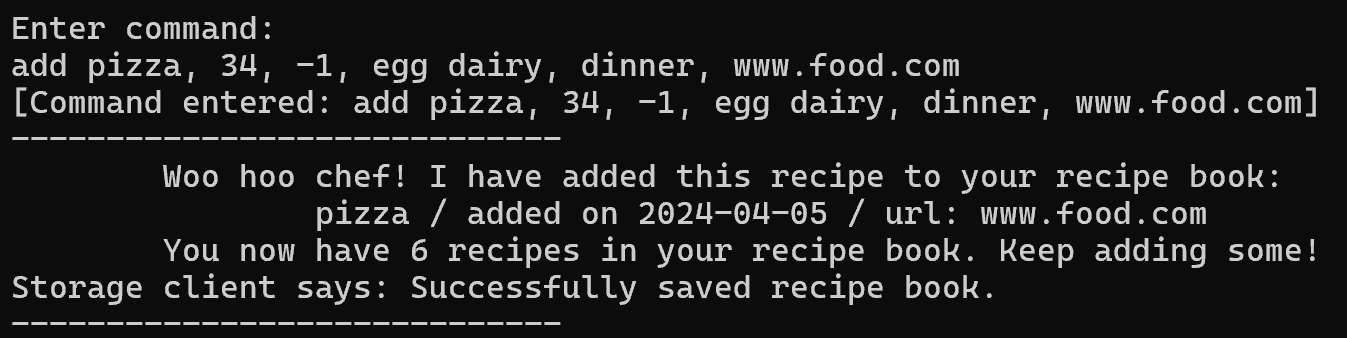 Enter command:
add pizza, 34, -1, egg dairy, dinner, www.food.com
[Command entered: add pizza, 34, -1, egg dairy, dinner, www.food.com]
-----------------------------
Woo hoo chef! I have added this recipe to your recipe book:
pizza / added on 2024-04-05 / url: www.food.com
You now have 6 recipes in your recipe book. Keep adding some!
Storage client says: Successfully saved recipe book.
-----------------------------